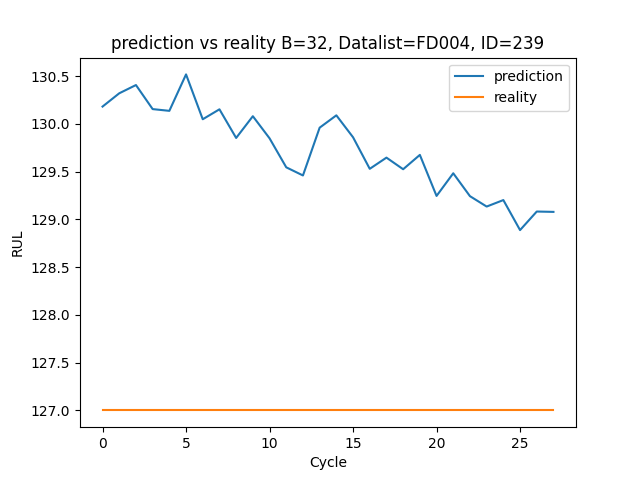 prediction vs reality B=32, Datalist=FD004, ID=239
prediction
reality
130.5
130.0
129.5
129.0
128.5
128.0
127.5
127.0
RUL
0 5 10 15 20 25
Cycle